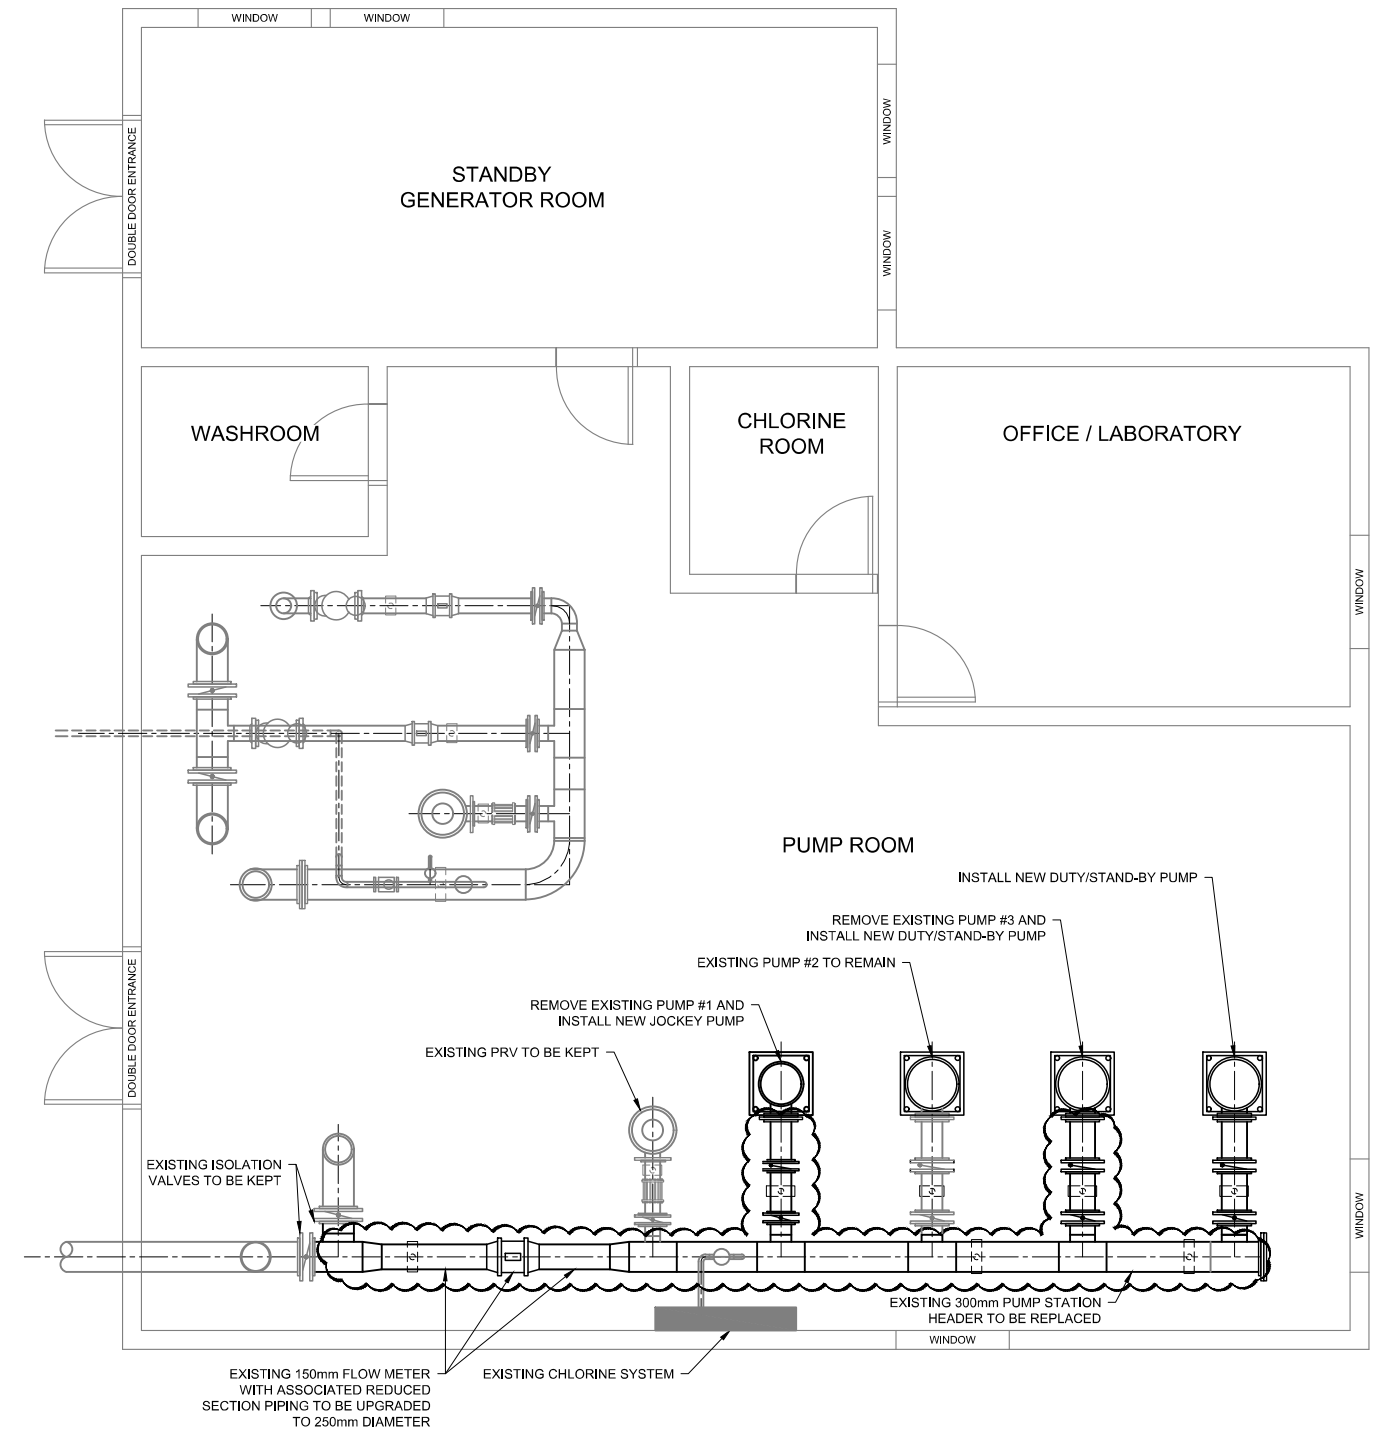 WINDOW
WINDOW
WINDOW
DOUBLE DOOR ENTRANCE
STANDBY
GENERATOR ROOM
WINDOW
WASHROOM
CHLORINE
ROOM
OFFICE / LABORATORY
WINDOW
PUMP ROOM
INSTALL NEW DUTY/STAND-BY PUMP
REMOVE EXISTING PUMP #3 AND
INSTALL NEW DUTY/STAND-BY PUMP
EXISTING PUMP #2 TO REMAIN
REMOVE EXISTING PUMP #1 AND
INSTALL NEW JOCKEY PUMP
EXISTING PRV TO BE KEPT
DOUBLE DOOR ENTRANCE
EXISTING ISOLATION
VALVES TO BE KEPT
WINDOW
EXISTING 300mm PUMP STATION
HEADER TO BE REPLACED
WINDOW
EXISTING 150mm FLOW METER
WITH ASSOCIATED REDUCED
SECTION PIPING TO BE UPGRADED
TO 250mm DIAMETER
EXISTING CHLORINE SYSTEM